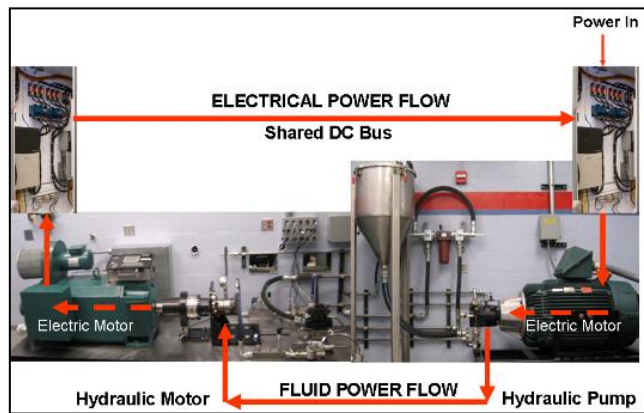 Power In
ELECTRICAL POWER FLOW
Shared DC Bus
Electric Motor
Electric Motor
FLUID POWER FLOW
Hydraulic Motor
Hydraulic Pump